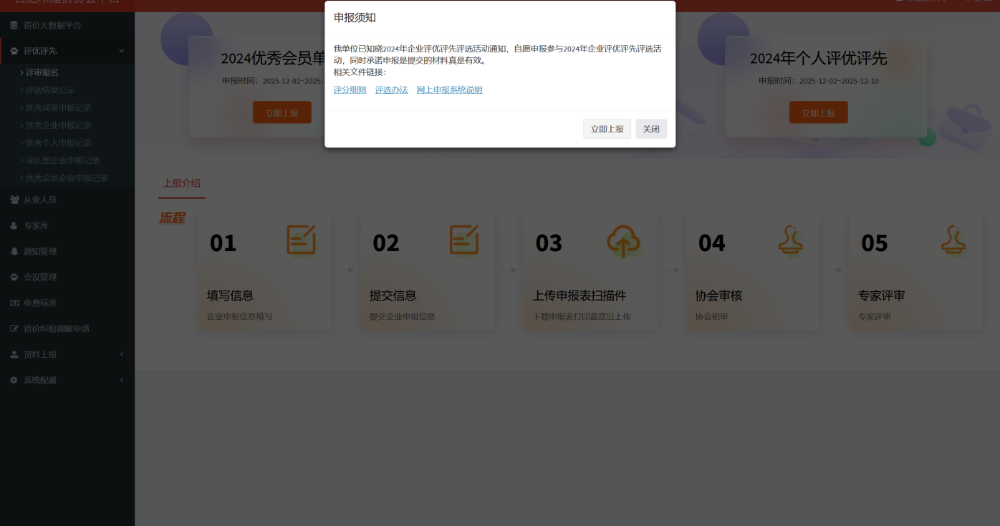 造价大数据平台
评优评先
评审报名
评选结果公示
优秀成果申报记录
优秀企业申报记录
优秀个人申报记录
成长型企业申报记录
优秀会员企业申报记录
从业人员
专家库
通知管理
会议管理
收费标准
造价纠纷调解申请
资料上报
系统配置
2024优秀会员单
申报时间：2025-12-02~2025-
立即上报
申报须知
我单位已知晓2024年企业评优评先评选活动通知，自愿申报参与2024年企业评优评先评选活
动，同时承诺申报是提交的材料真是有效。
相关文件链接：
评分细则 评选办法 网上申报系统说明
立即上报 关闭
2024年个人评优评先
申报时间：2025-12-02~2025-12-10
立即上报
上报介绍
流程
01
填写信息
企业申报信息填写
02
提交信息
提交企业申报信息
03
上传申报表扫描件
下载申报表打印盖章后上传
04
协会审核
协会初审
05
专家评审
专家评审